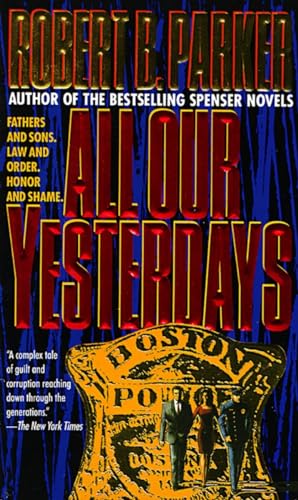 ROBERT B. PARKER
AUTHOR OF THE BESTSELLING SPENSER NOVELS
FATHERS
AND SONS.
LAW AND
ORDER.
HONOR
AND SHAME.
ALL OUR
YESTERDAYS
"A complex tale
of guilt and
corruption reaching
down through the
generations."
—The New York Times
BOSTON